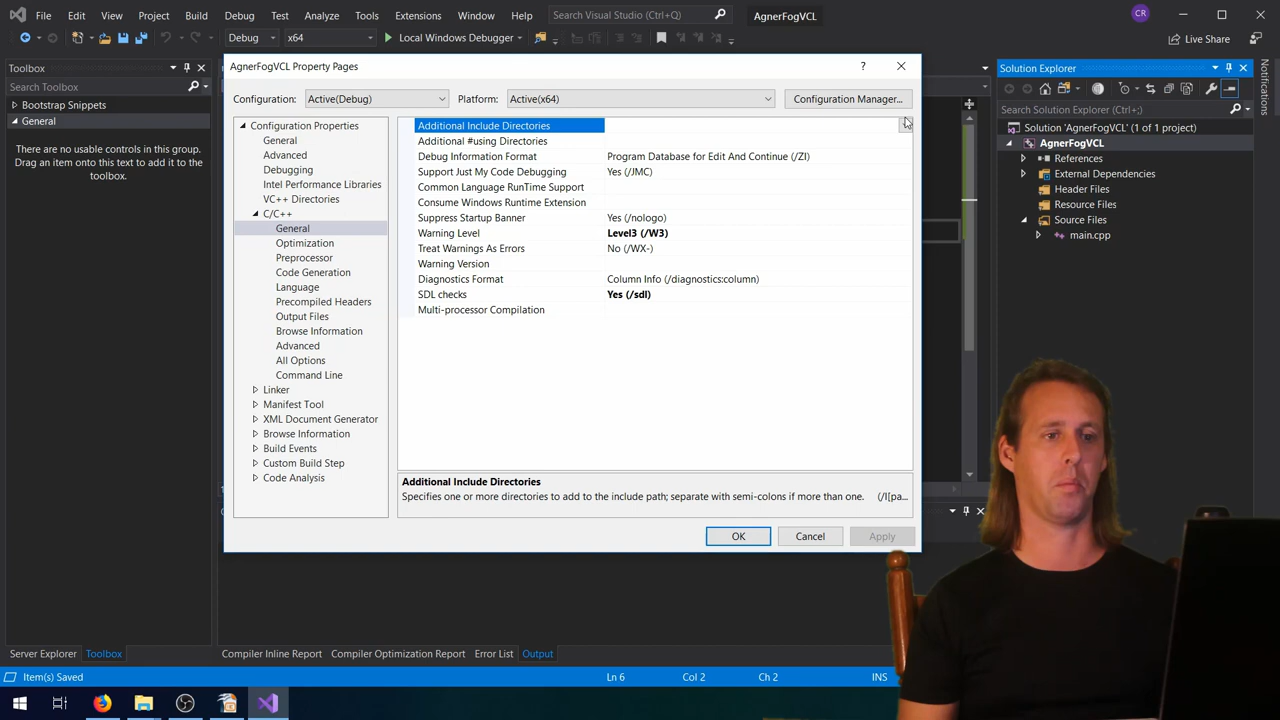 File Edit View Project Build Debug Test Analyze Tools Extensions Window Help Search Visual Studio (Ctrl+Q) AgnerFogVCL CR
Debug x64 Local Windows Debugger Live Share
Toolbox
Search Toolbox
Bootstrap Snippets
General
There are no usable controls in this group.
Drag an item onto this text to add it to the
toolbox.
AgnerFogVCL Property Pages
Configuration: Active(Debug) Platform: Active(x64) Configuration Manager...
Configuration Properties
General
Advanced
Debugging
Intel Performance Libraries
VC++ Directories
C/C++
General
Optimization
Preprocessor
Code Generation
Language
Precompiled Headers
Output Files
Browse Information
Advanced
All Options
Command Line
Linker
Manifest Tool
XML Document Generator
Browse Information
Build Events
Custom Build Step
Code Analysis
Additional Include Directories
Additional #using Directories
Debug Information Format Program Database for Edit And Continue (/ZI)
Support Just My Code Debugging Yes (/JMC)
Common Language RunTime Support
Consume Windows Runtime Extension
Suppress Startup Banner Yes (/nologo)
Warning Level Level3 (/W3)
Treat Warnings As Errors No (/WX-)
Warning Version
Diagnostics Format Column Info (/diagnostics:column)
SDL checks Yes (/sdl)
Multi-processor Compilation
Additional Include Directories
Specifies one or more directories to add to the include path; separate with semi-colons if more than one. (/I[pa...
OK Cancel Apply
Solution Explorer
Search Solution Explorer (Ctrl+;)
Solution 'AgnerFogVCL' (1 of 1 project)
AgnerFogVCL
References
External Dependencies
Header Files
Resource Files
Source Files
main.cpp
Notifications
Server Explorer Toolbox
Compiler Inline Report Compiler Optimization Report Error List Output
Item(s) Saved Ln 6 Col 2 Ch 2 INS